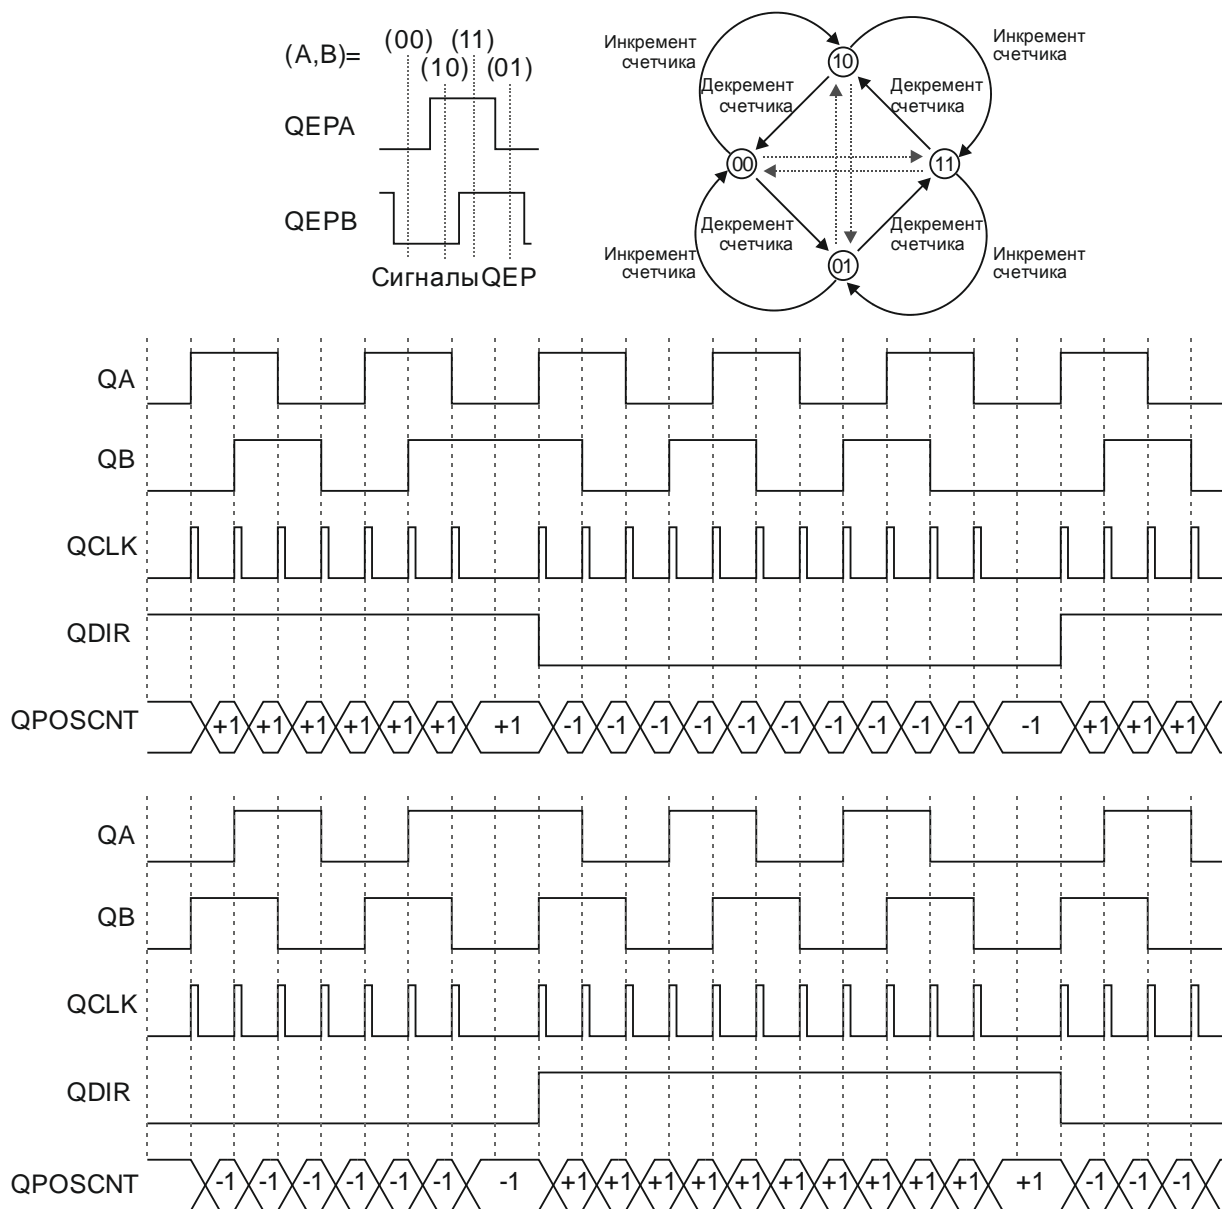 (A,B)=
(00) (11)
(10) (01)
QEPA
QEPB
Сигналы QEP
Инкремент
счетчика
Инкремент
счетчика
10
Декремент
счетчика
Декремент
счетчика
00
11
Декремент
счетчика
Декремент
счетчика
Инкремент
счетчика
Инкремент
счетчика
01
QA
QB
QCLK
QDIR
QPOSCNT +1 +1 +1 +1 +1 +1 +1 -1 -1 -1 -1 -1 -1 -1 -1 -1 -1 -1 +1 +1 +1
QA
QB
QCLK
QDIR
QPOSCNT -1 -1 -1 -1 -1 -1 -1 +1 +1 +1 +1 +1 +1 +1 +1 +1 +1 +1 -1 -1 -1